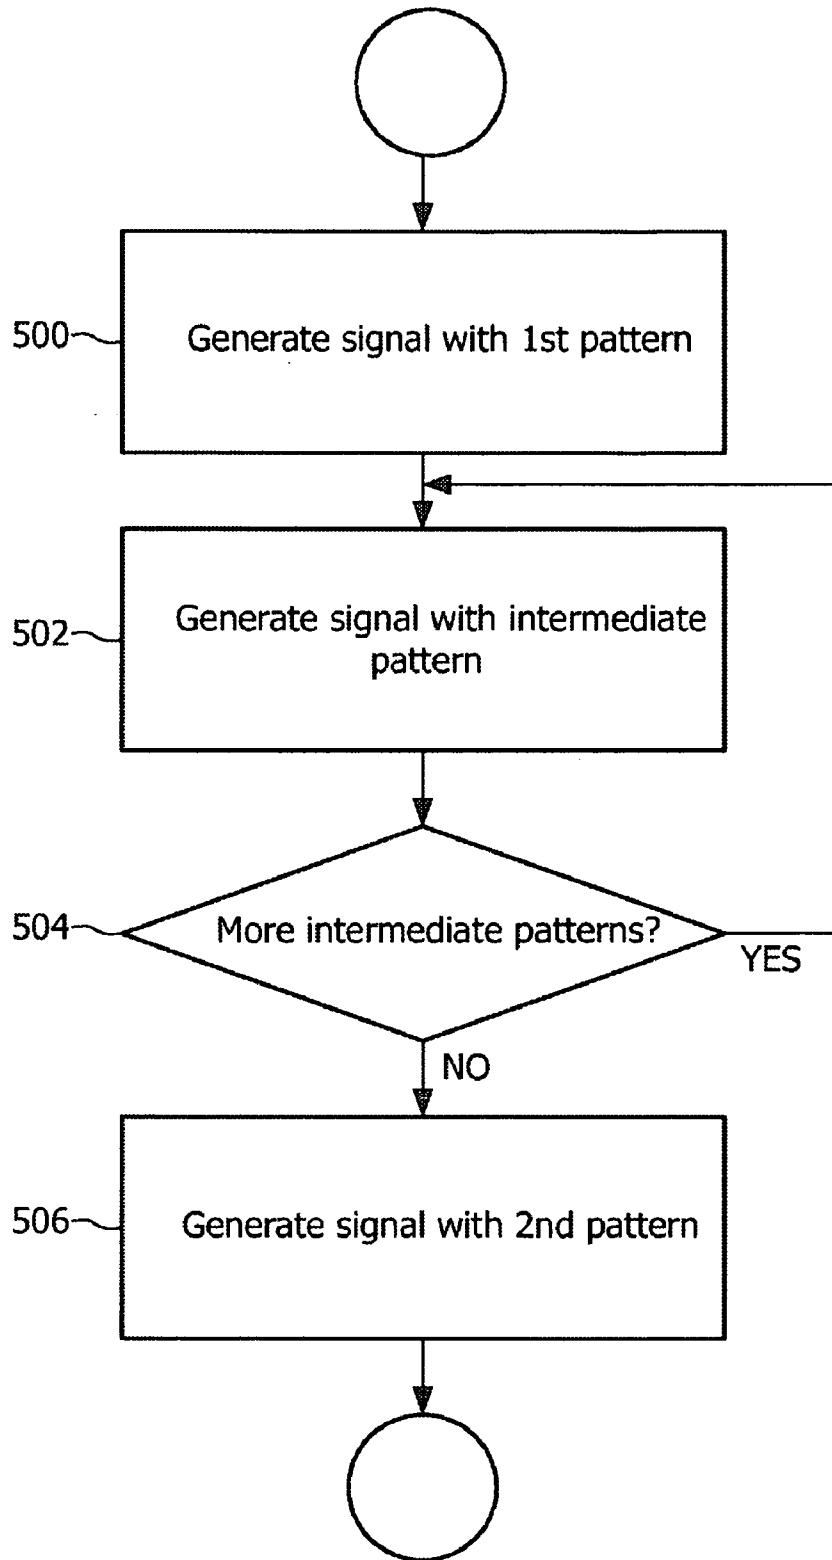 500
Generate signal with 1st pattern
502
Generate signal with intermediate
pattern
504
More intermediate patterns?
YES
NO
506
Generate signal with 2nd pattern